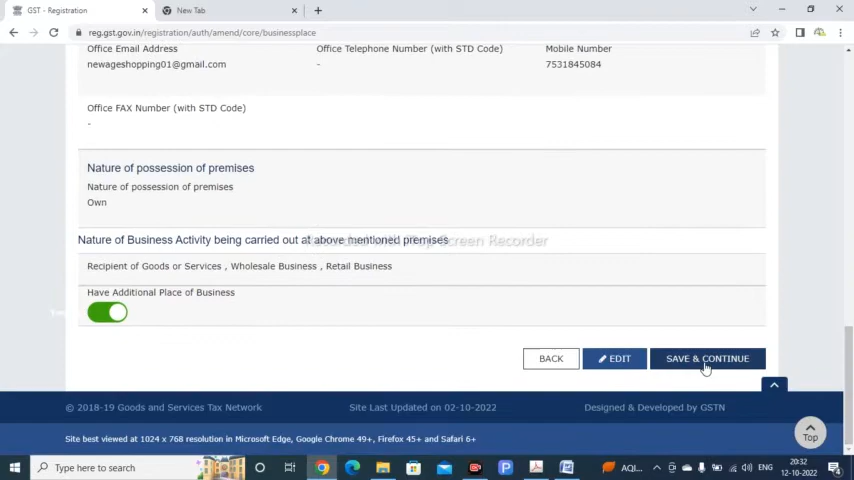 GST - Registration
New Tab
reg.gst.gov.in/registration/auth/amend/core/businessplace
Office Email Address
Office Telephone Number (with STD Code)
Mobile Number
newageshopping01@gmail.com
-
7531845084
Office FAX Number (with STD Code)
-
Nature of possession of premises
Nature of possession of premises
Own
Nature of Business Activity being carried out at above mentioned premises
Screen Recorder
Recipient of Goods or Services , Wholesale Business , Retail Business
Have Additional Place of Business
BACK
EDIT
SAVE & CONTINUE
© 2018-19 Goods and Services Tax Network
Site Last Updated on 02-10-2022
Designed & Developed by GSTN
Site best viewed at 1024 x 768 resolution in Microsoft Edge, Google Chrome 49+, Firefox 45+ and Safari 6+
Top
Type here to search
AQI...
ENG
20:32
12-10-2022
4